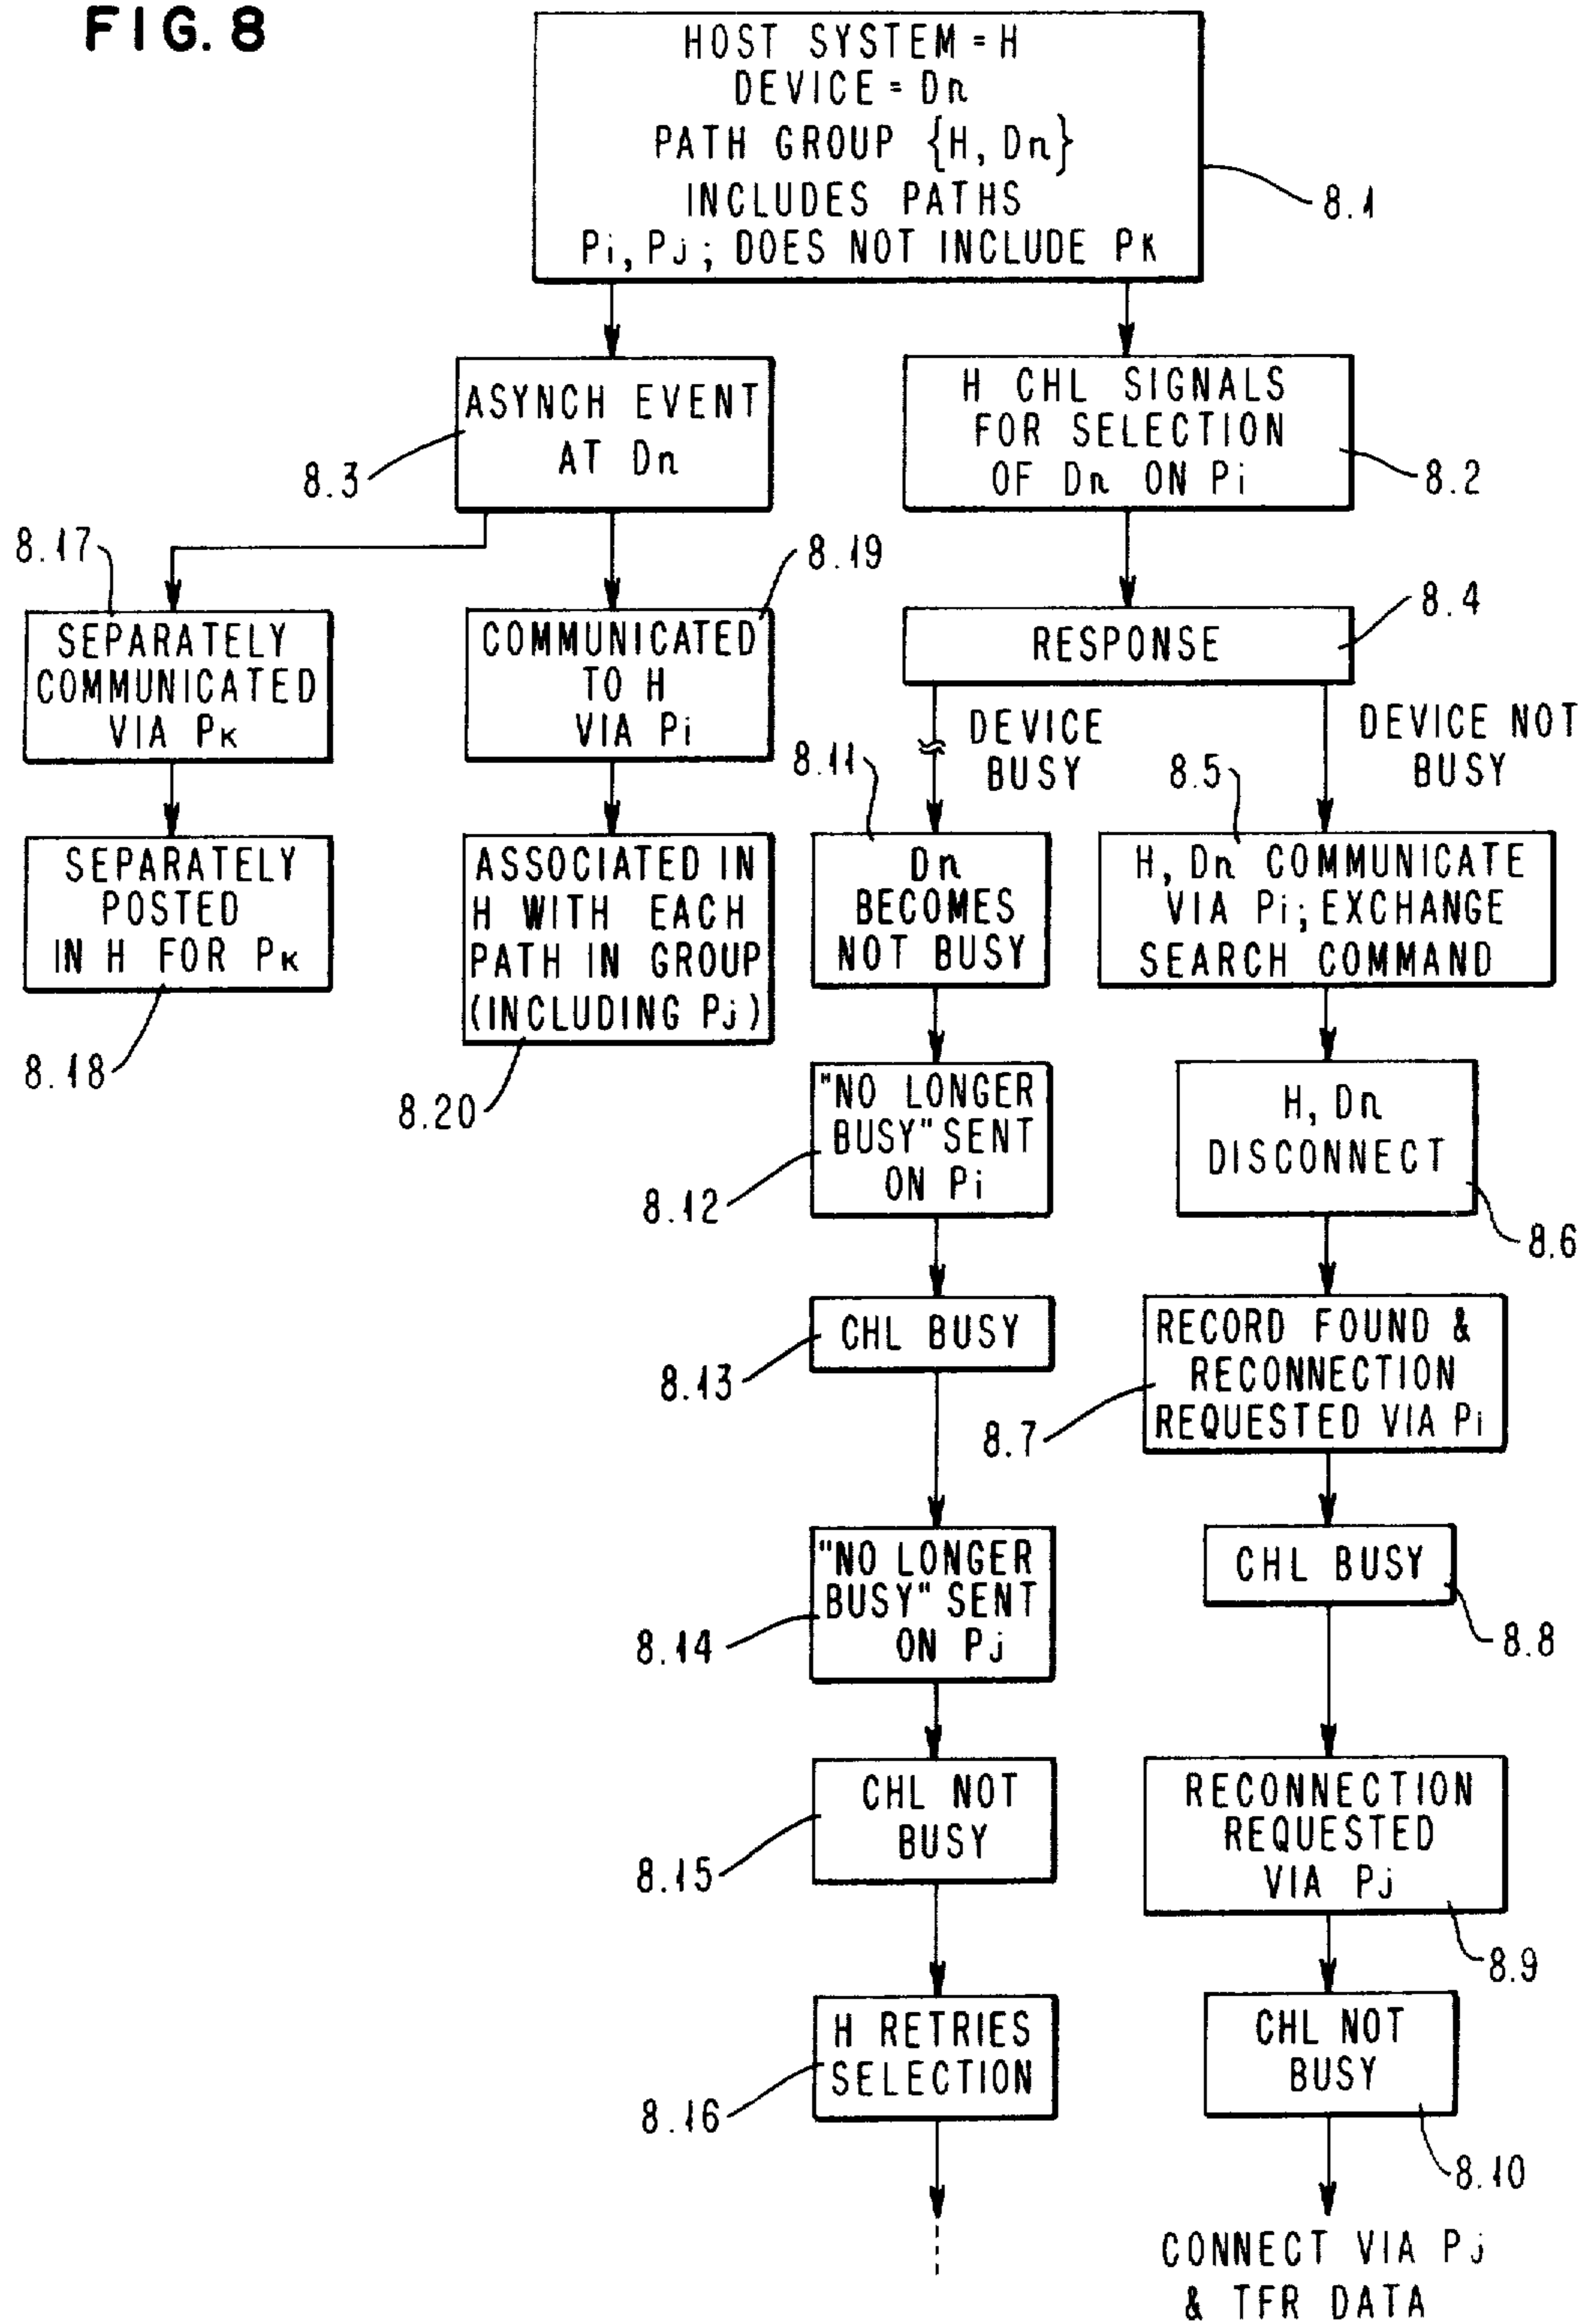 FIG. 8
HOST SYSTEM = H
DEVICE = Dn
PATH GROUP {H, Dn}
INCLUDES PATHS
Pi, Pj; DOES NOT INCLUDE PK
8.1
ASYNCH EVENT
AT Dn
8.3
H CHL SIGNALS
FOR SELECTION
OF Dn ON Pi
8.2
8.17
SEPARATELY
COMMUNICATED
VIA PK
8.19
COMMUNICATED
TO H
VIA Pi
8.4
RESPONSE
DEVICE
BUSY
DEVICE NOT
BUSY
SEPARATELY
POSTED
IN H FOR PK
8.18
ASSOCIATED IN
H WITH EACH
PATH IN GROUP
(INCLUDING Pj)
8.20
8.11
Dn
BECOMES
NOT BUSY
8.5
H, Dn COMMUNICATE
VIA Pi; EXCHANGE
SEARCH COMMAND
"NO LONGER
BUSY" SENT
ON Pi
8.12
H, Dn
DISCONNECT
8.6
CHL BUSY
8.13
RECORD FOUND &
RECONNECTION
REQUESTED VIA Pi
8.7
"NO LONGER
BUSY" SENT
ON Pj
8.14
CHL BUSY
8.8
CHL NOT
BUSY
8.15
RECONNECTION
REQUESTED
VIA Pj
8.9
H RETRIES
SELECTION
8.16
CHL NOT
BUSY
8.10
CONNECT VIA Pj
& TFR DATA